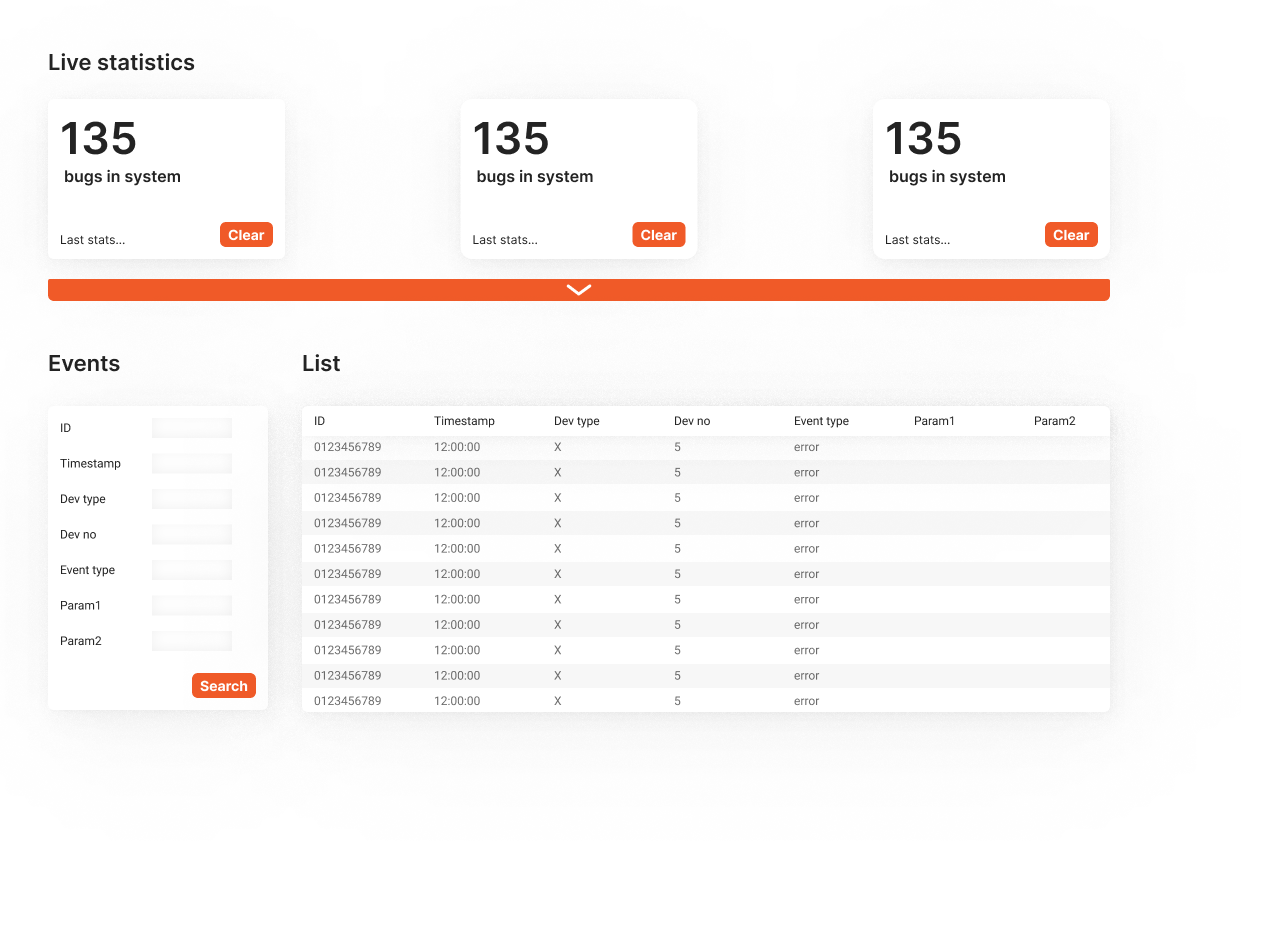 Live statistics
135 135 135
bugs in system bugs in system bugs in system
Last stats... Clear Last stats... Clear Last stats... Clear
Events
ID
Timestamp
Dev type
Dev no
Event type
Param1
Param2
Search
List
ID Timestamp Dev type Dev no Event type Param1 Param2
0123456789 12:00:00 X 5 error
0123456789 12:00:00 X 5 error
0123456789 12:00:00 X 5 error
0123456789 12:00:00 X 5 error
0123456789 12:00:00 X 5 error
0123456789 12:00:00 X 5 error
0123456789 12:00:00 X 5 error
0123456789 12:00:00 X 5 error
0123456789 12:00:00 X 5 error
0123456789 12:00:00 X 5 error
0123456789 12:00:00 X 5 error